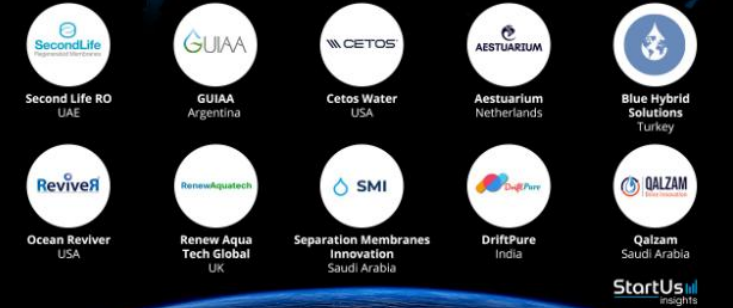 SecondLife
Regenerated Membranes
GUIAA
CETOS
AESTUARIUM
Second Life RO
UAE
GUIAA
Argentina
Cetos Water
USA
Aestuarium
Netherlands
Blue Hybrid
Solutions
Turkey
ReviveR
RenewAquatech
SMI
DriftPure
QALZAM
Brine Innovation
Ocean Reviver
USA
Renew Aqua
Tech Global
UK
Separation Membranes
Innovation
Saudi Arabia
DriftPure
India
Qalzam
Saudi Arabia
StartUs
insights